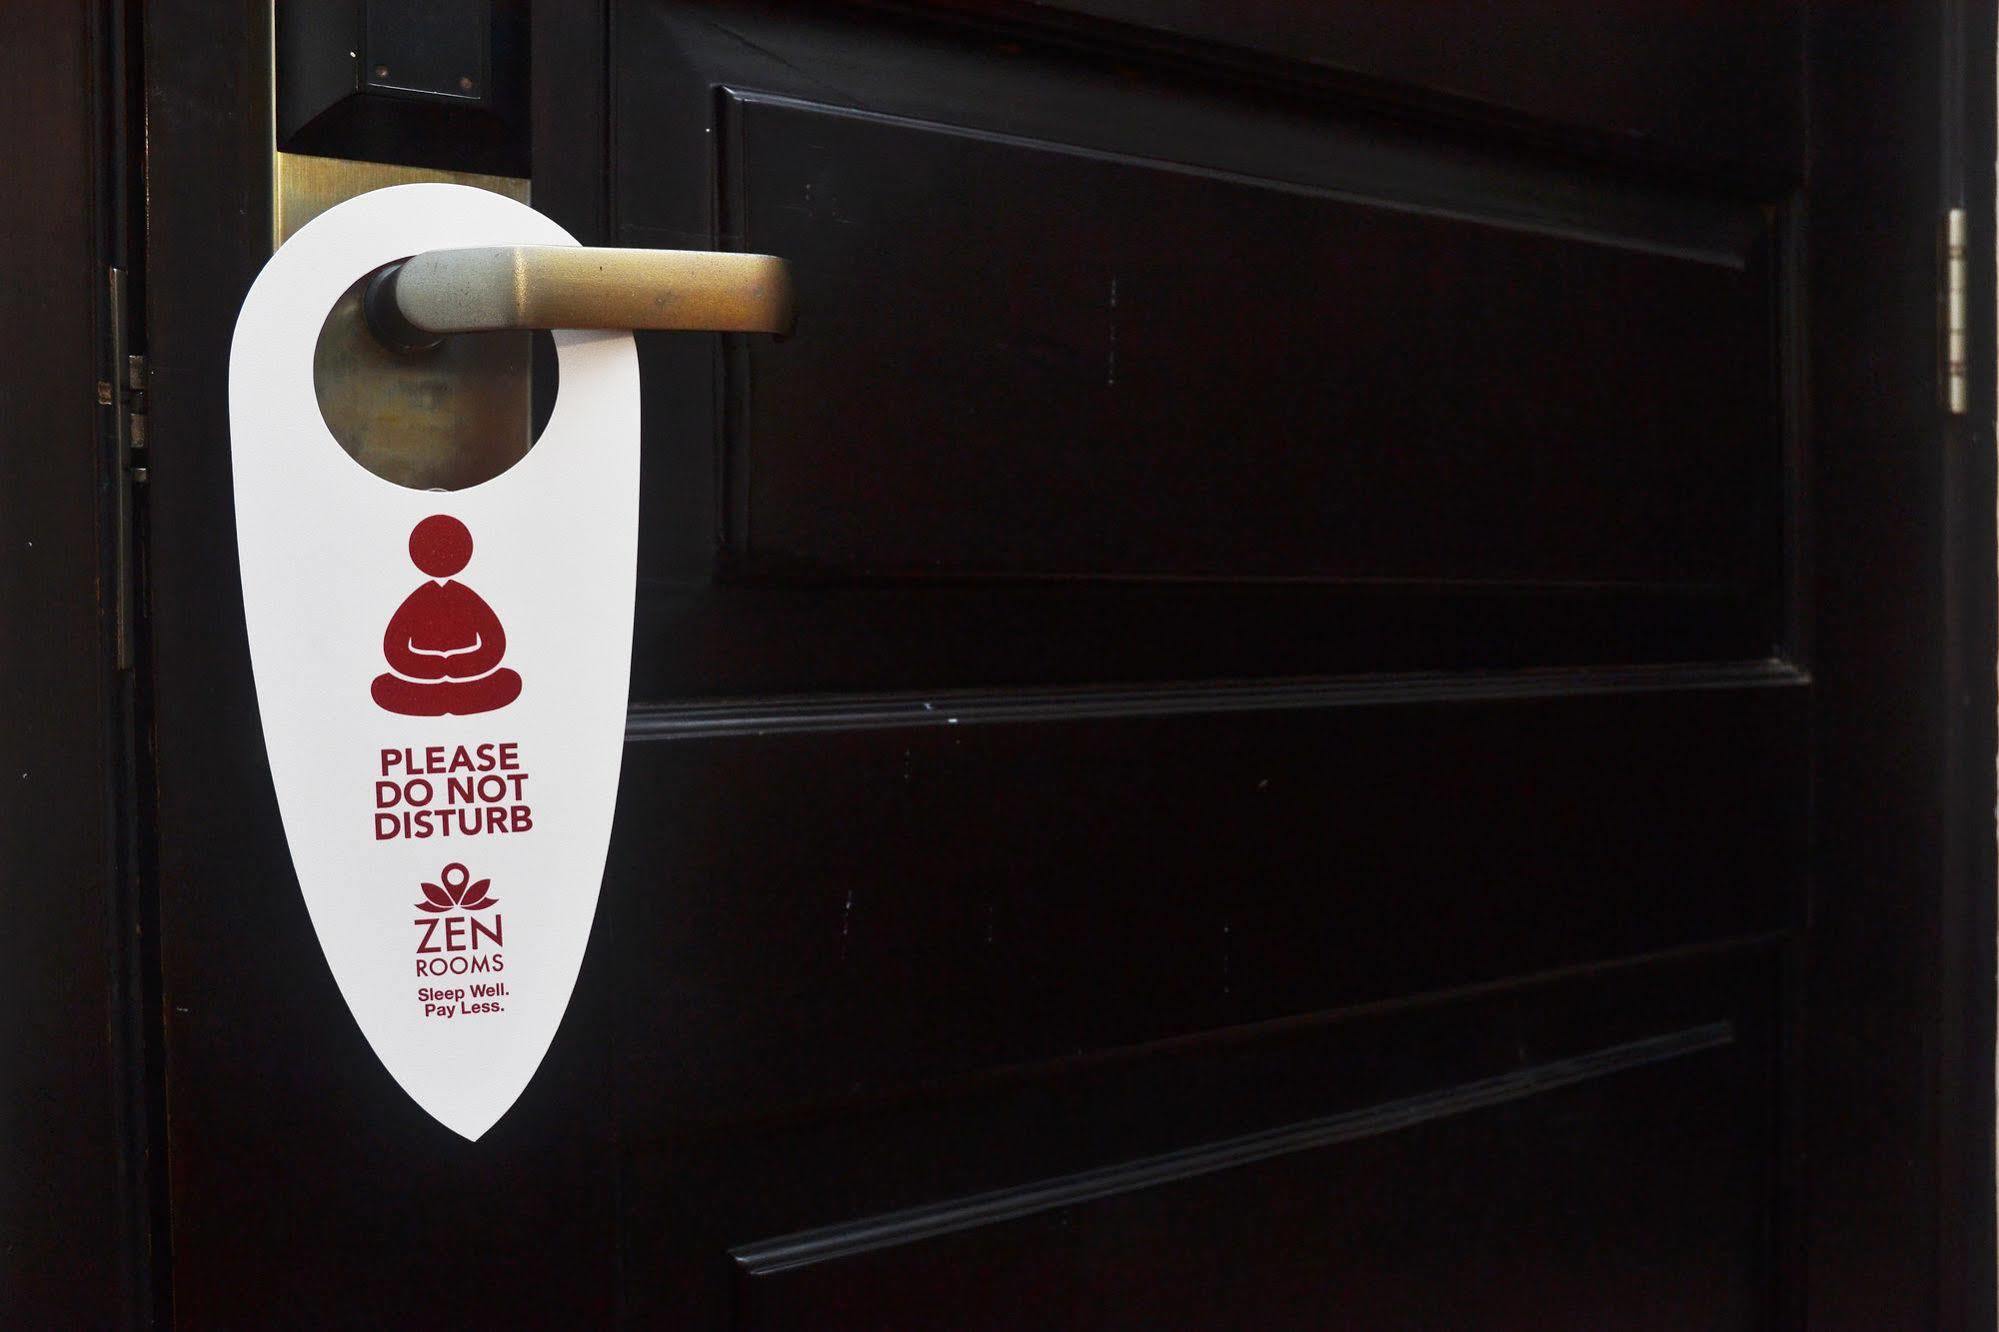 PLEASE
DO NOT
DISTURB
ZEN
ROOMS
Sleep Well.
Pay Less.